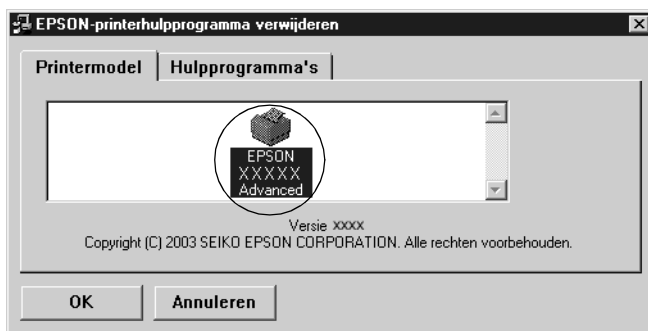 EPSON-printerhulpprogramma verwijderen
Printermodel
Hulpprogramma's
EPSON
XXXXX
Advanced
Versie xxxx
Copyright (C) 2003 SEIKO EPSON CORPORATION. Alle rechten voorbehouden.
OK
Annuleren